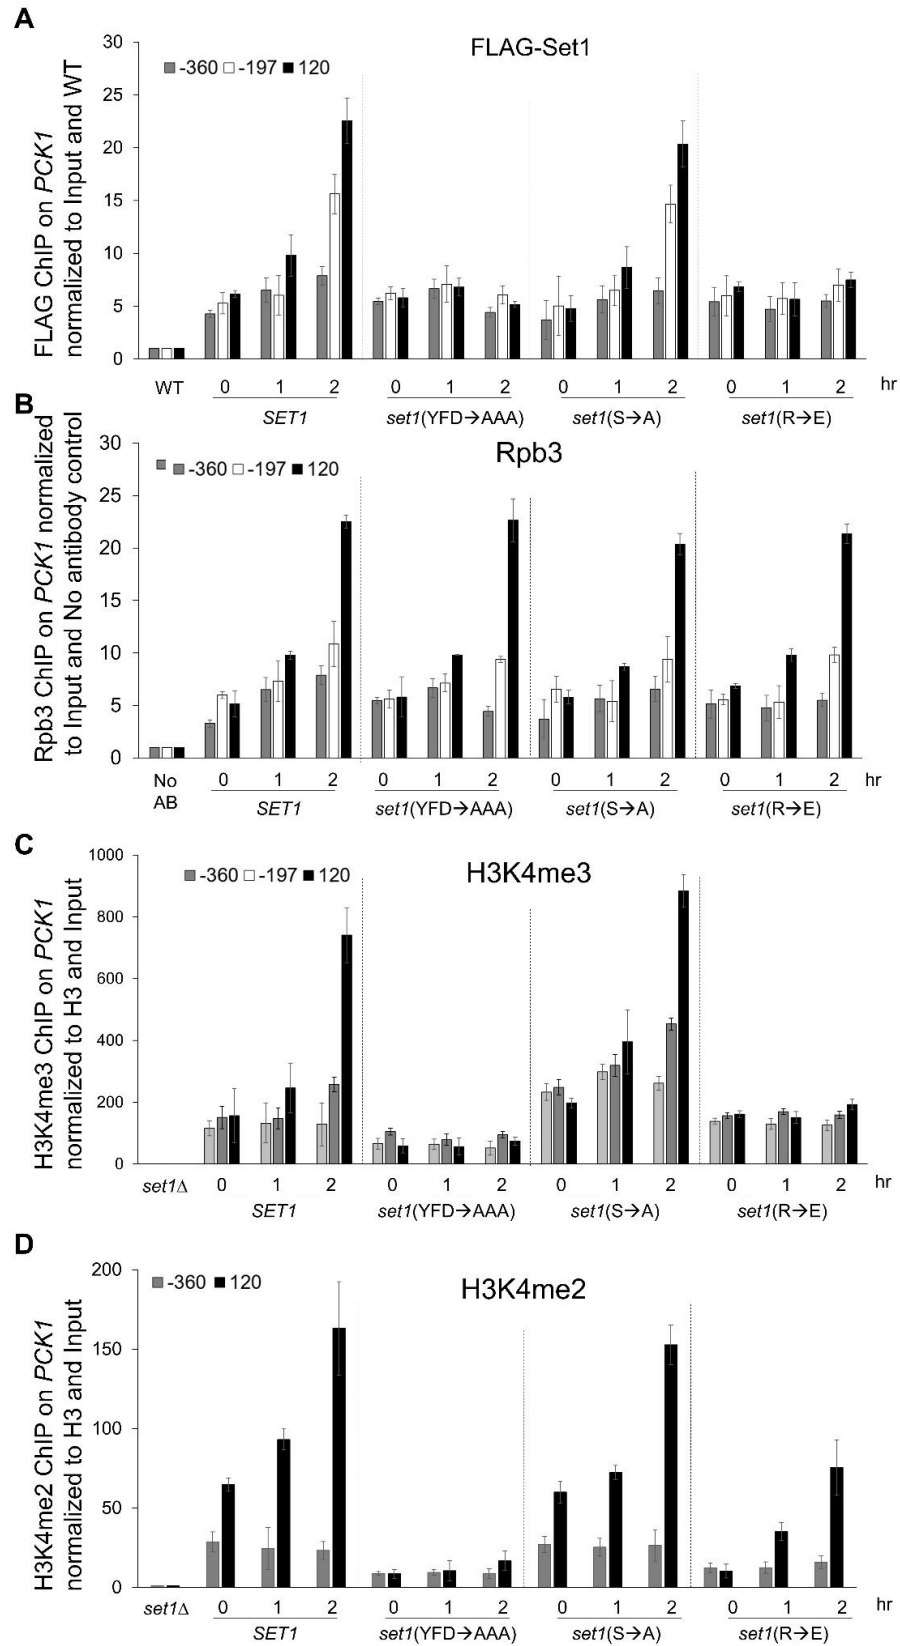 A
FLAG-Set1
FLAG ChIP on PCK1
normalized to Input and WT
30
25
20
15
10
5
0
-360 -197 120
WT 0 1 2 0 1 2 0 1 2 0 1 2 hr
SET1 set1(YFD→AAA) set1(S→A) set1(R→E)
B
Rpb3
Rpb3 ChIP on PCK1 normalized
to Input and No antibody control
30
25
20
15
10
5
0
-360 -197 120
No
AB
0 1 2 0 1 2 0 1 2 0 1 2 hr
SET1 set1(YFD→AAA) set1(S→A) set1(R→E)
C
H3K4me3
H3K4me3 ChIP on PCK1
normalized to H3 and Input
1000
800
600
400
200
0
-360 -197 120
set1Δ 0 1 2 0 1 2 0 1 2 0 1 2 hr
SET1 set1(YFD→AAA) set1(S→A) set1(R→E)
D
H3K4me2
H3K4me2 ChIP on PCK1
normalized to H3 and Input
200
150
100
50
0
-360 120
set1Δ 0 1 2 0 1 2 0 1 2 0 1 2 hr
SET1 set1(YFD→AAA) set1(S→A) set1(R→E)